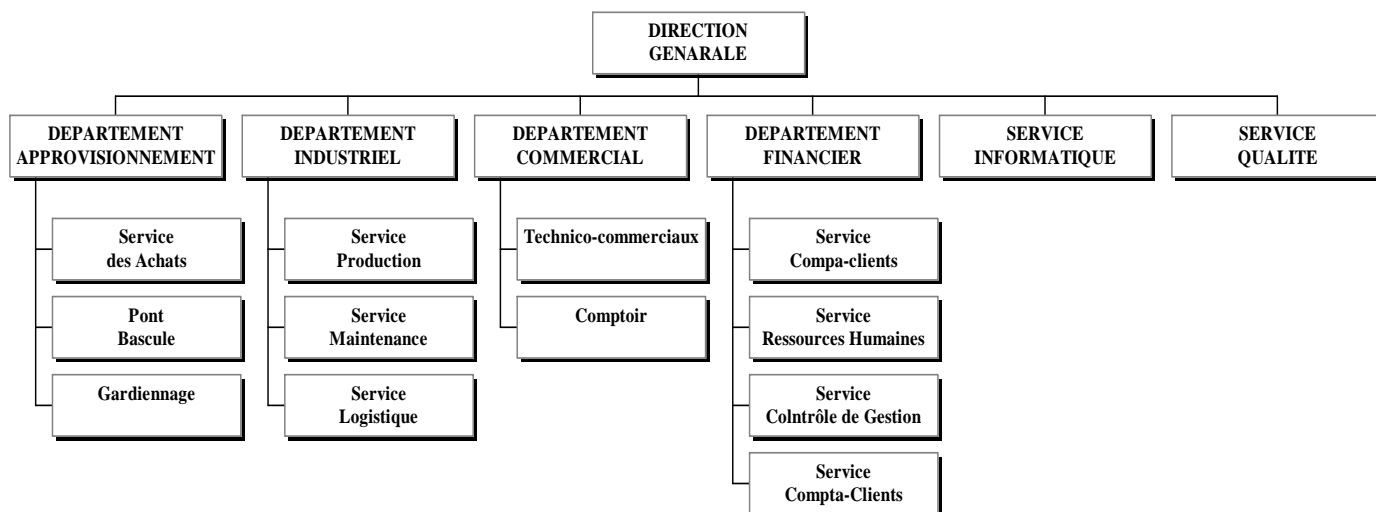 DIRECTION
GENARALE
DEPARTEMENT
APPROVISIONNEMENT
DEPARTEMENT
INDUSTRIEL
DEPARTEMENT
COMMERCIAL
DEPARTEMENT
FINANCIER
SERVICE
INFORMATIQUE
SERVICE
QUALITE
Service
des Achats
Pont
Bascule
Gardiennage
Service
Production
Service
Maintenance
Service
Logistique
Technico-commerciaux
Comptoir
Service
Compa-clients
Service
Ressources Humaines
Service
Colntrôle de Gestion
Service
Compta-Clients